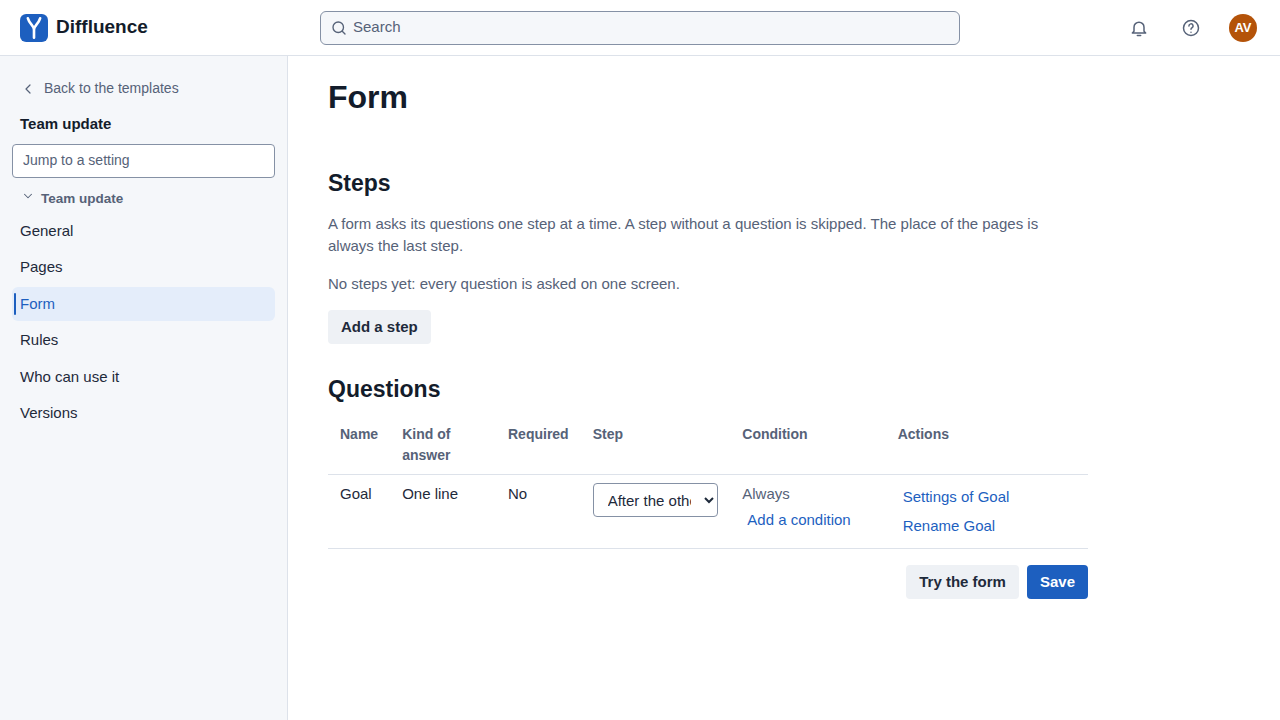 Diffluence
Search
AV
Back to the templates
Team update
Jump to a setting
Team update
General
Pages
Form
Rules
Who can use it
Versions
Form
Steps
A form asks its questions one step at a time. A step without a question is skipped. The place of the pages is
always the last step.
No steps yet: every question is asked on one screen.
Add a step
Questions
Name Kind of answer Required Step Condition Actions
Goal One line No After the oth Always Settings of Goal
Add a condition Rename Goal
Try the form Save